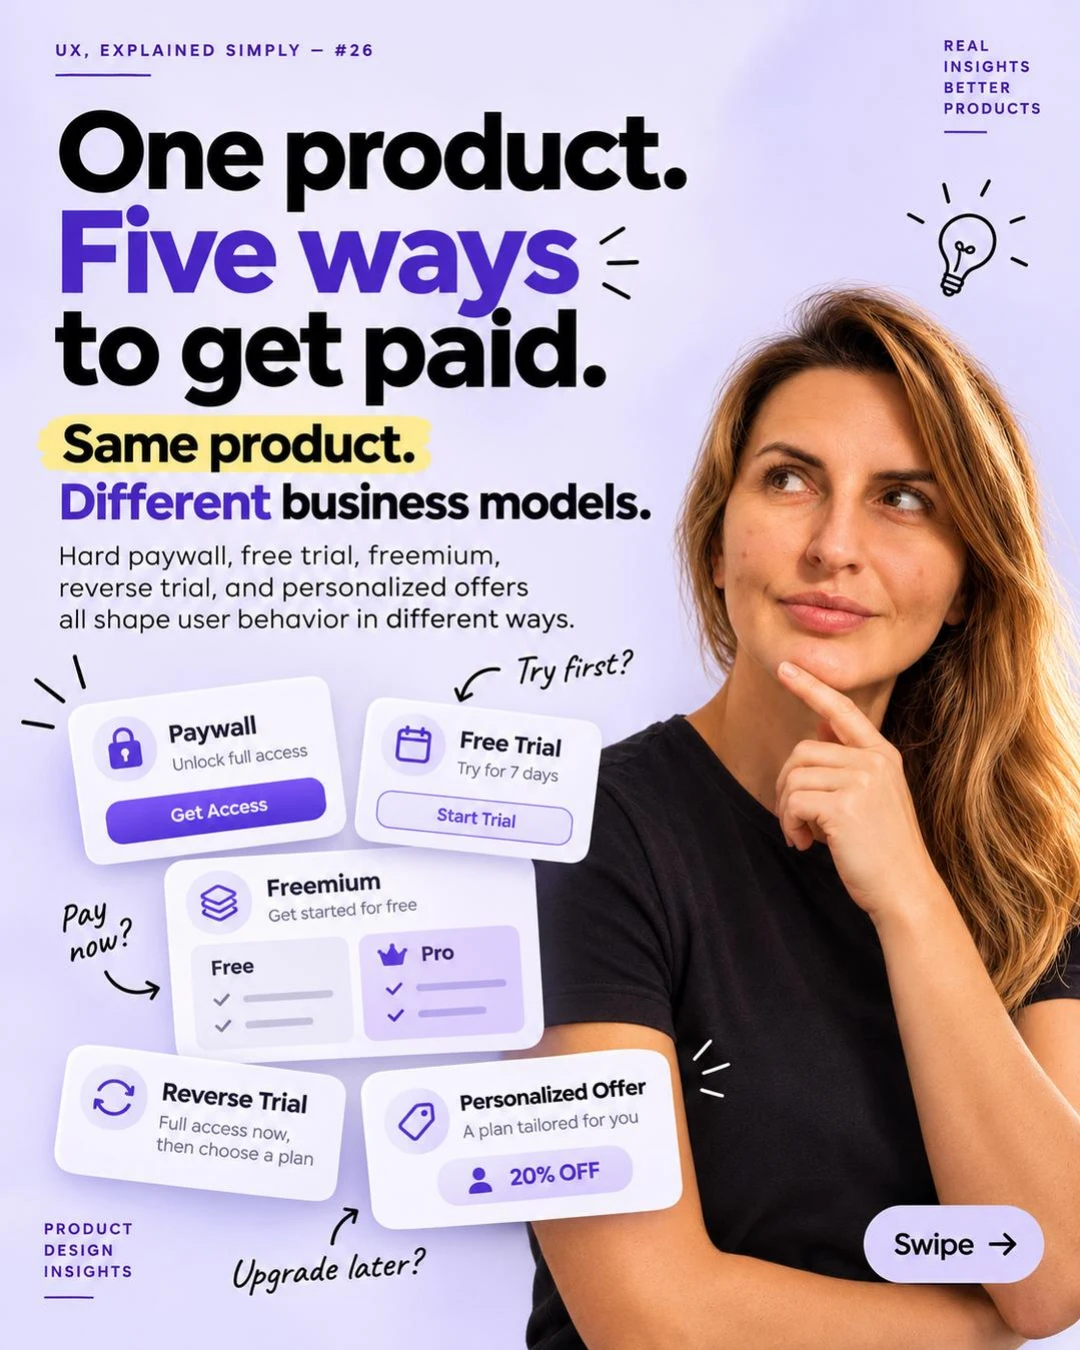 UX, EXPLAINED SIMPLY — #26
REAL
INSIGHTS
BETTER
PRODUCTS
One product.
Five ways
to get paid.
Same product.
Different business models.
Hard paywall, free trial, freemium,
reverse trial, and personalized offers
all shape user behavior in different ways.
Try first?
Paywall
Unlock full access
Get Access
Free Trial
Try for 7 days
Start Trial
Pay
now?
Freemium
Get started for free
Free
Pro
Reverse Trial
Full access now,
then choose a plan
Personalized Offer
A plan tailored for you
20% OFF
Upgrade later?
PRODUCT
DESIGN
INSIGHTS
Swipe →